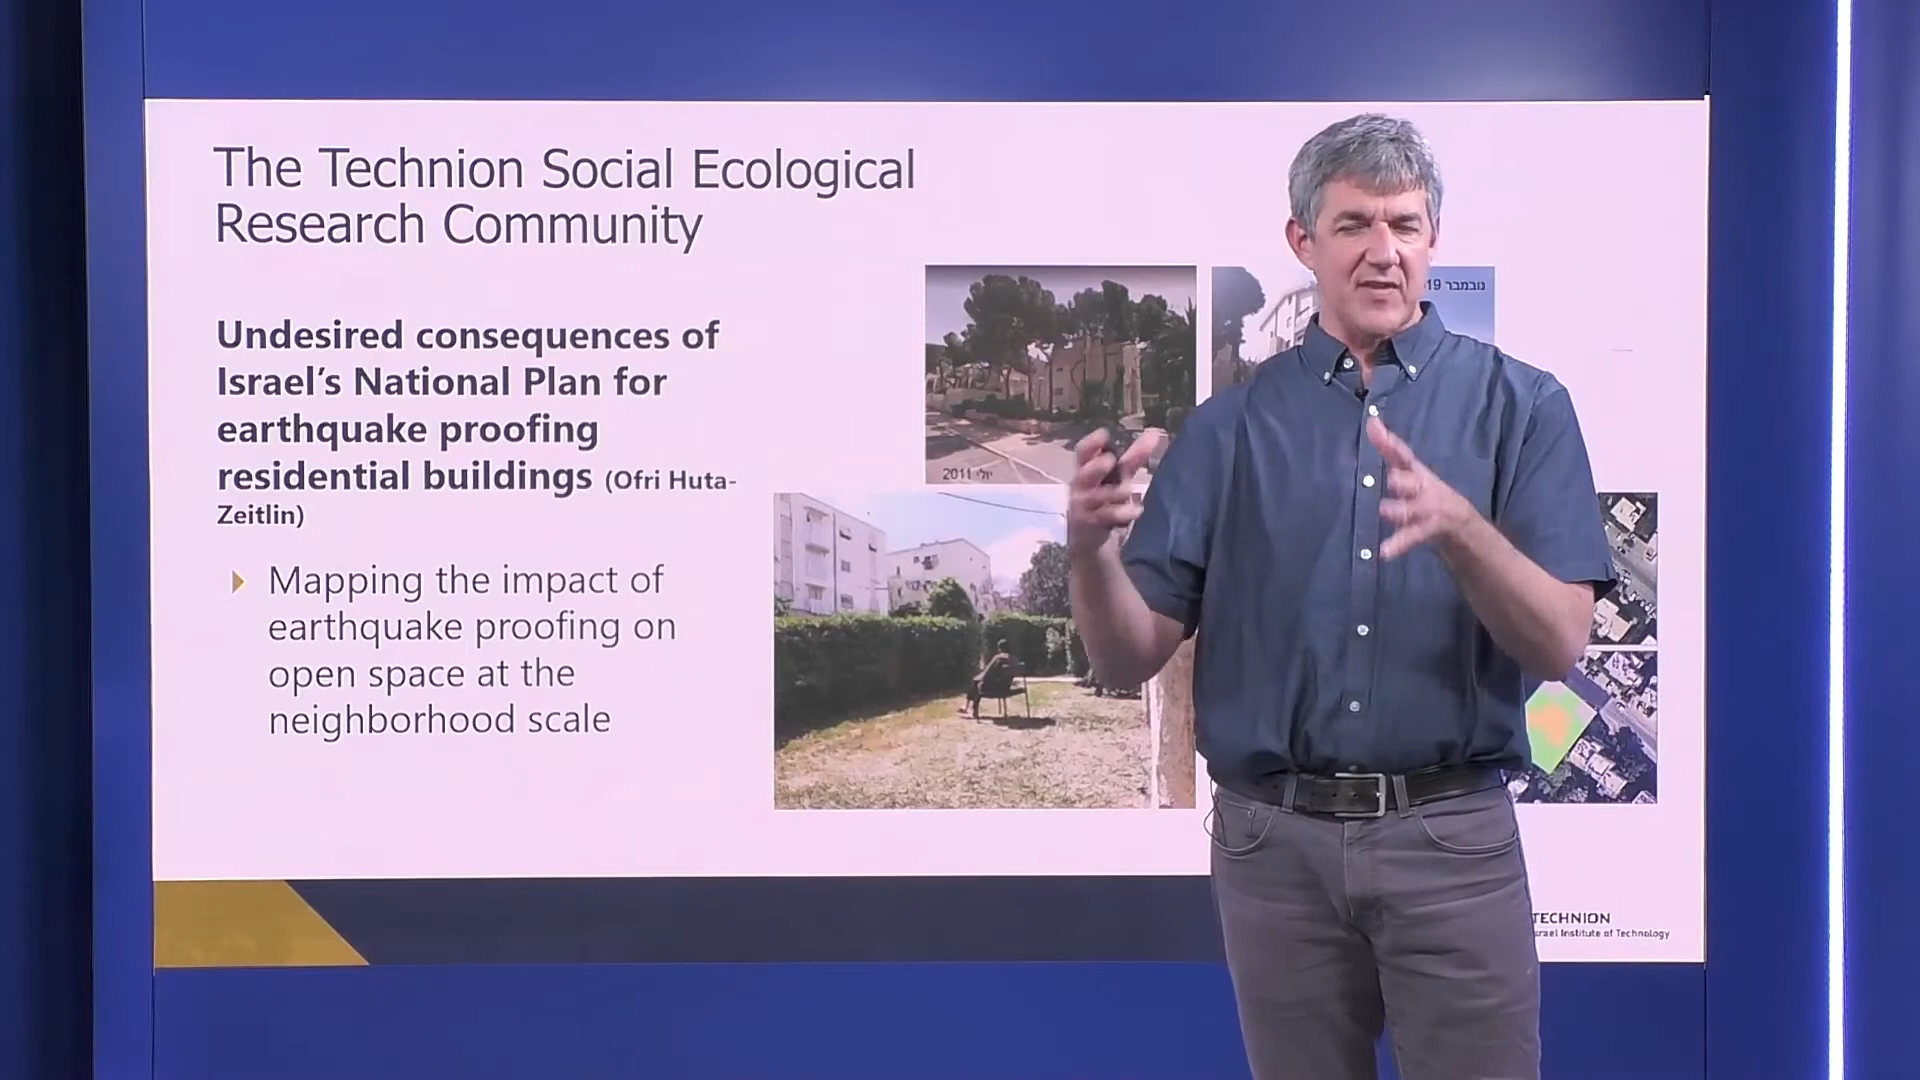 The Technion Social Ecological
Research Community
Undesired consequences of
Israel’s National Plan for
earthquake proofing
residential buildings (Ofri Huta-
Zeitlin)
Mapping the impact of
earthquake proofing on
open space at the
neighborhood scale
יולי 2011
נובמבר 19
TECHNION
Institute of Technology